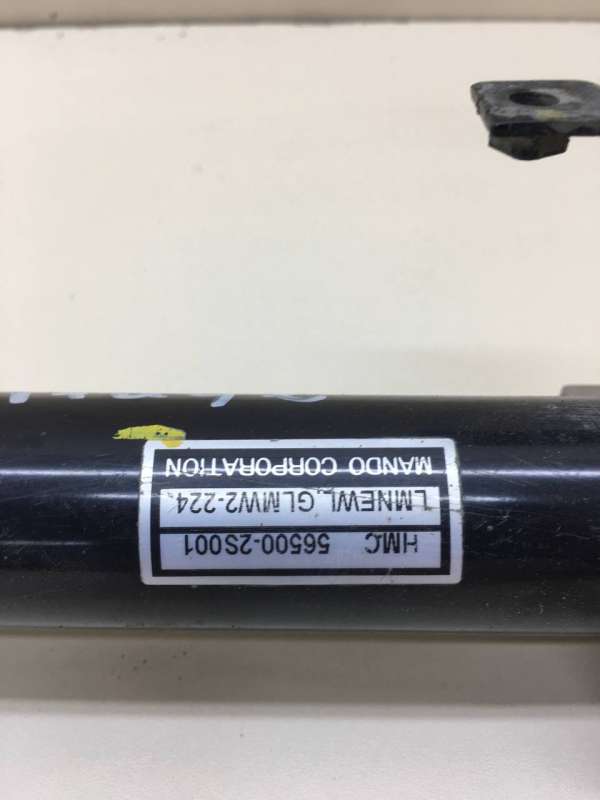 HMC 56500-2S001
LMNEWL,GLMW2-224
MANDO CORPORATION